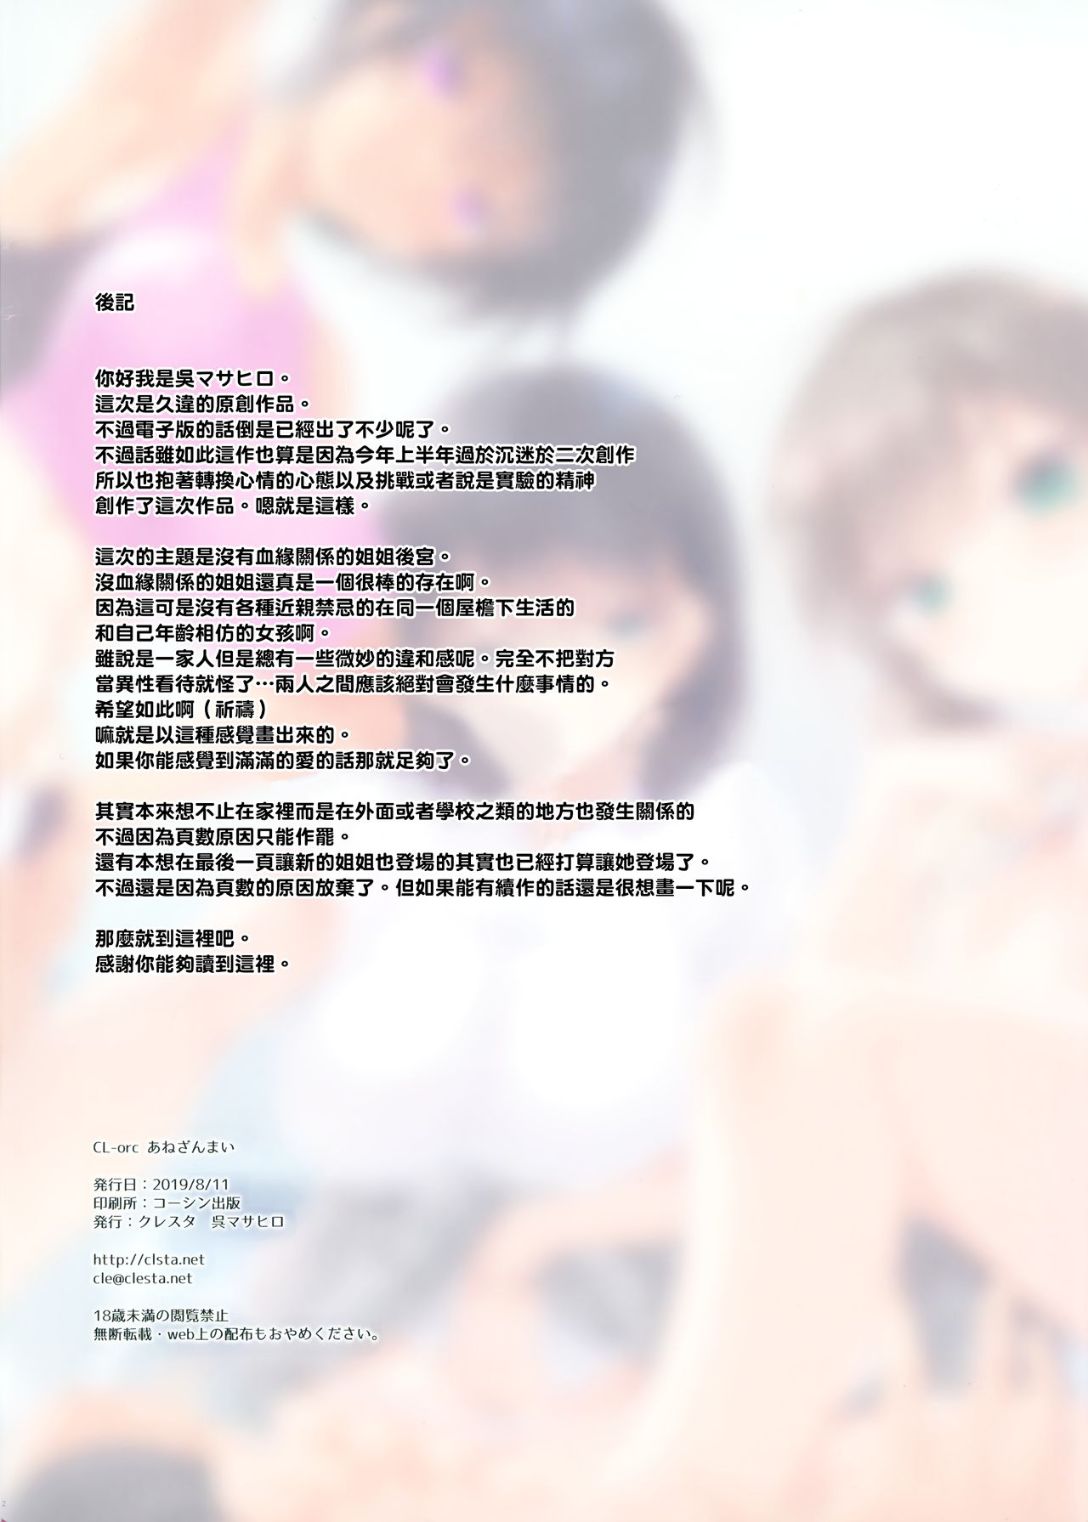 後記
你好我是吳マサヒロ。
這次是久違的原創作品。
不過電子版的話倒是已經出了不少呢了。
不過話雖如此這作也算是因為今年上半年過於沉迷於二次創作
所以也抱著轉換心情的心態以及挑戰或者說是實驗的精神
創作了這次作品。嗯就是這樣。
這次的主題是沒有血緣關係的姐姐後宮。
沒血緣關係的姐姐還真是一個很棒的存在啊。
因為這可是沒有各種近親禁忌的在同一個屋檐下生活的
和自己年齡相仿的女孩啊。
雖說是一家人但是總有一些微妙的違和感呢。完全不把對方
當異性看待就怪了…兩人之間應該絕對會發生什麼事情的。
希望如此啊（祈禱）
嘛就是以這種感覺畫出來的。
如果你能感覺到滿滿的愛的話那就足夠了。
其實本來想不止在家裡而是在外面或者學校之類的地方也發生關係的
不過因為頁數原因只能作罷。
還有本想在最後一頁讓新的姐姐也登場的其實也已經打算讓她登場了。
不過還是因為頁數的原因放棄了。但如果能有續作的話還是很想畫一下呢。
那麼就到這裡吧。
感謝你能夠讀到這裡。
CL-orc あねざんまい
発行日：2019/8/11
印刷所：コーシン出版
発行：クレスタ　呉マサヒロ
http://clsta.net
cle@clesta.net
18歳未満の閲覧禁止
無断転載・web上の配布もおやめください。